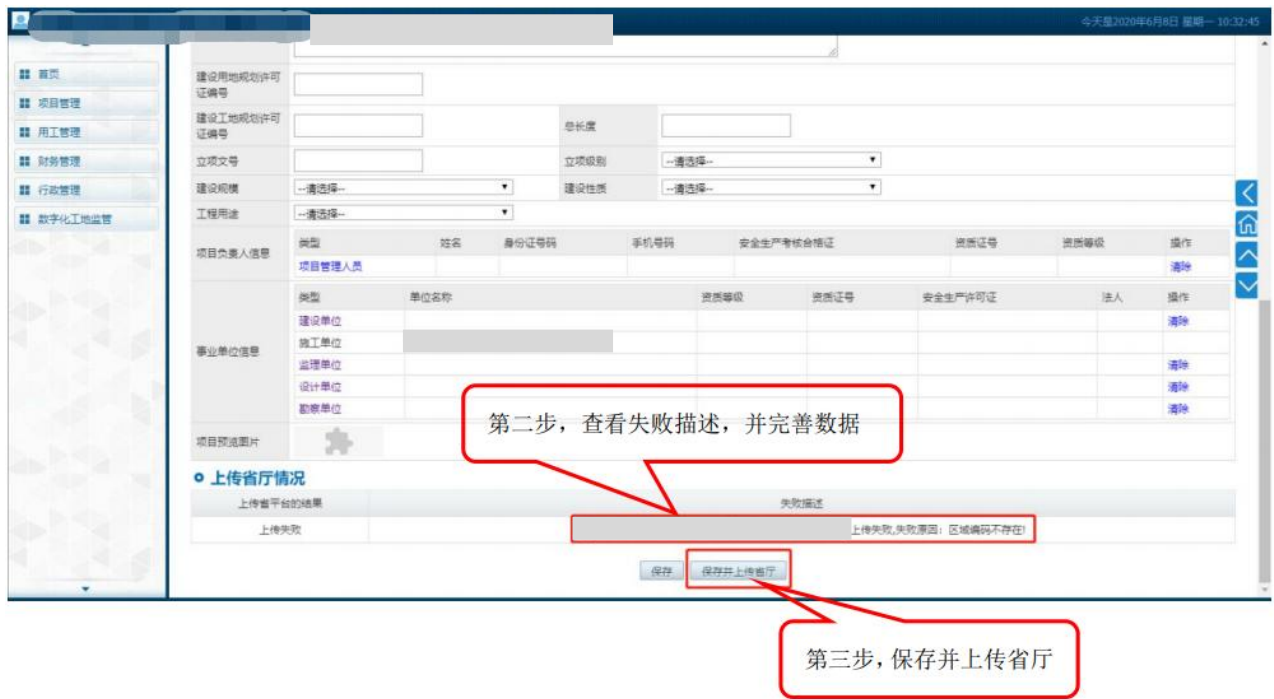 今天是2020年6月8日 星期一 10:32:45
首页
项目管理
用工管理
财务管理
行政管理
数字化工地监管
建设用地规划许可
证编号
建设工地规划许可
证编号
总长度
立项文号
立项级别
--请选择--
建设规模
--请选择--
建设性质
--请选择--
工程用途
--请选择--
项目负责人信息
类型 姓名 身份证号码 手机号码 安全生产考核合格证 资质证号 资质等级 操作
项目管理人员 清除
事业单位信息
类型 单位名称 资质等级 资质证号 安全生产许可证 法人 操作
建设单位 清除
施工单位
监理单位 清除
设计单位 清除
勘察单位 清除
第二步，查看失败描述，并完善数据
项目预览图片
上传省厅情况
上传省平台的结果 失败描述
上传失败 上传失败,失败原因：区域编码不存在!
保存 保存并上传省厅
第三步，保存并上传省厅